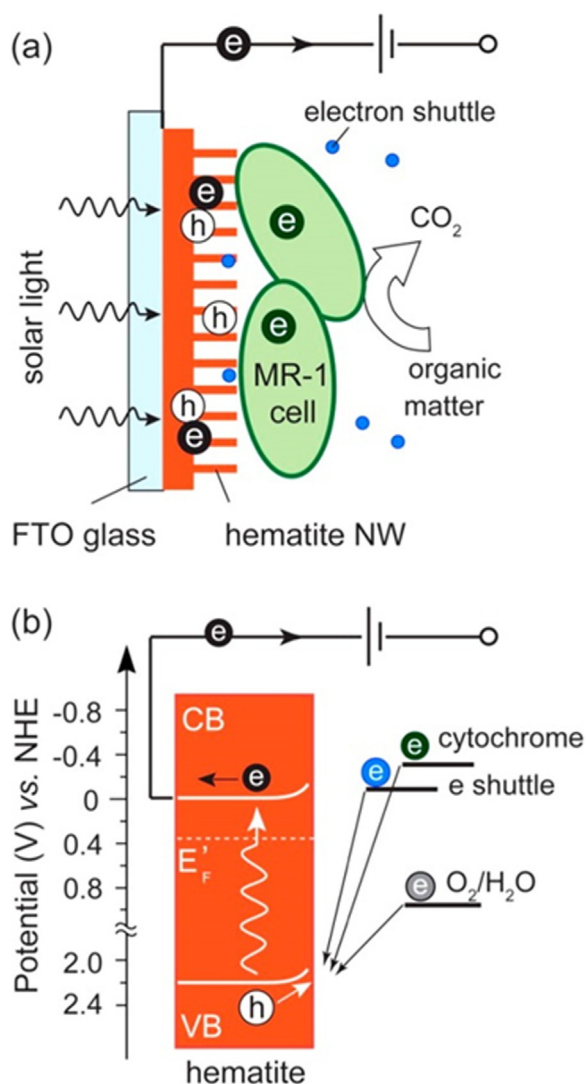 (a)
e
electron shuttle
e
h
e
CO2
h
e
MR-1
cell
h
e
organic
matter
solar light
FTO glass
hematite NW
(b)
e
Potential (V) vs. NHE
-0.8
-0.4
0
0.4
0.8
2.0
2.4
CB
e
E'F
h
VB
hematite
e
cytochrome
e
e shuttle
e
O2/H2O